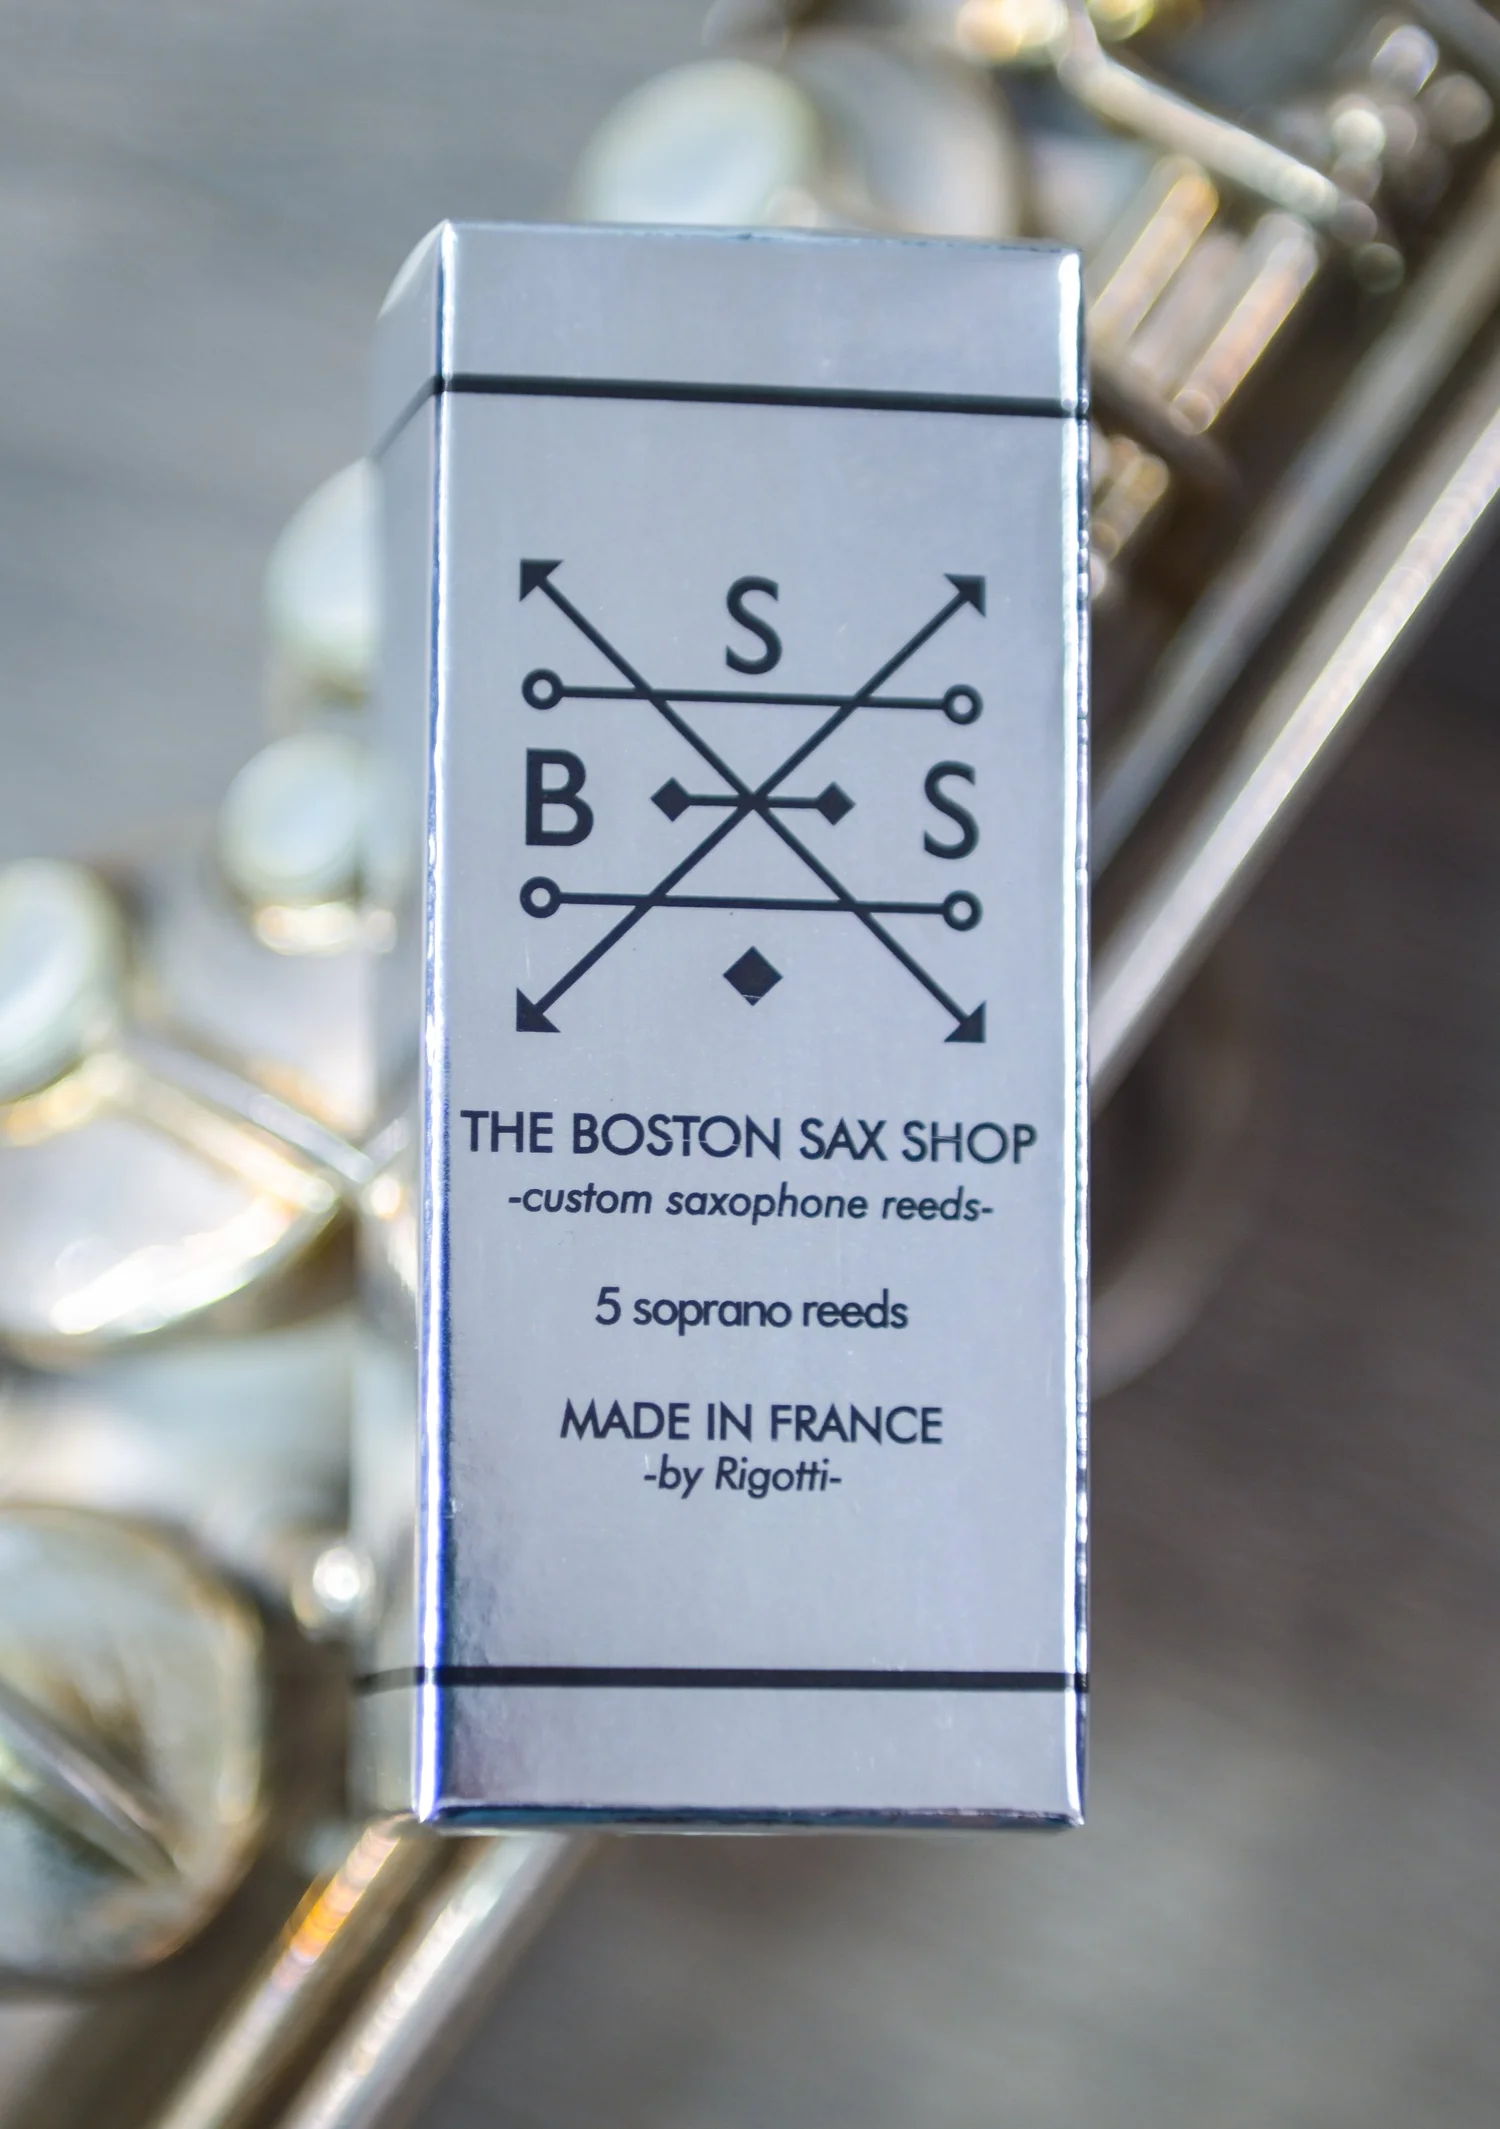 S
B S
THE BOSTON SAX SHOP
-custom saxophone reeds-
5 soprano reeds
MADE IN FRANCE
-by Rigotti-